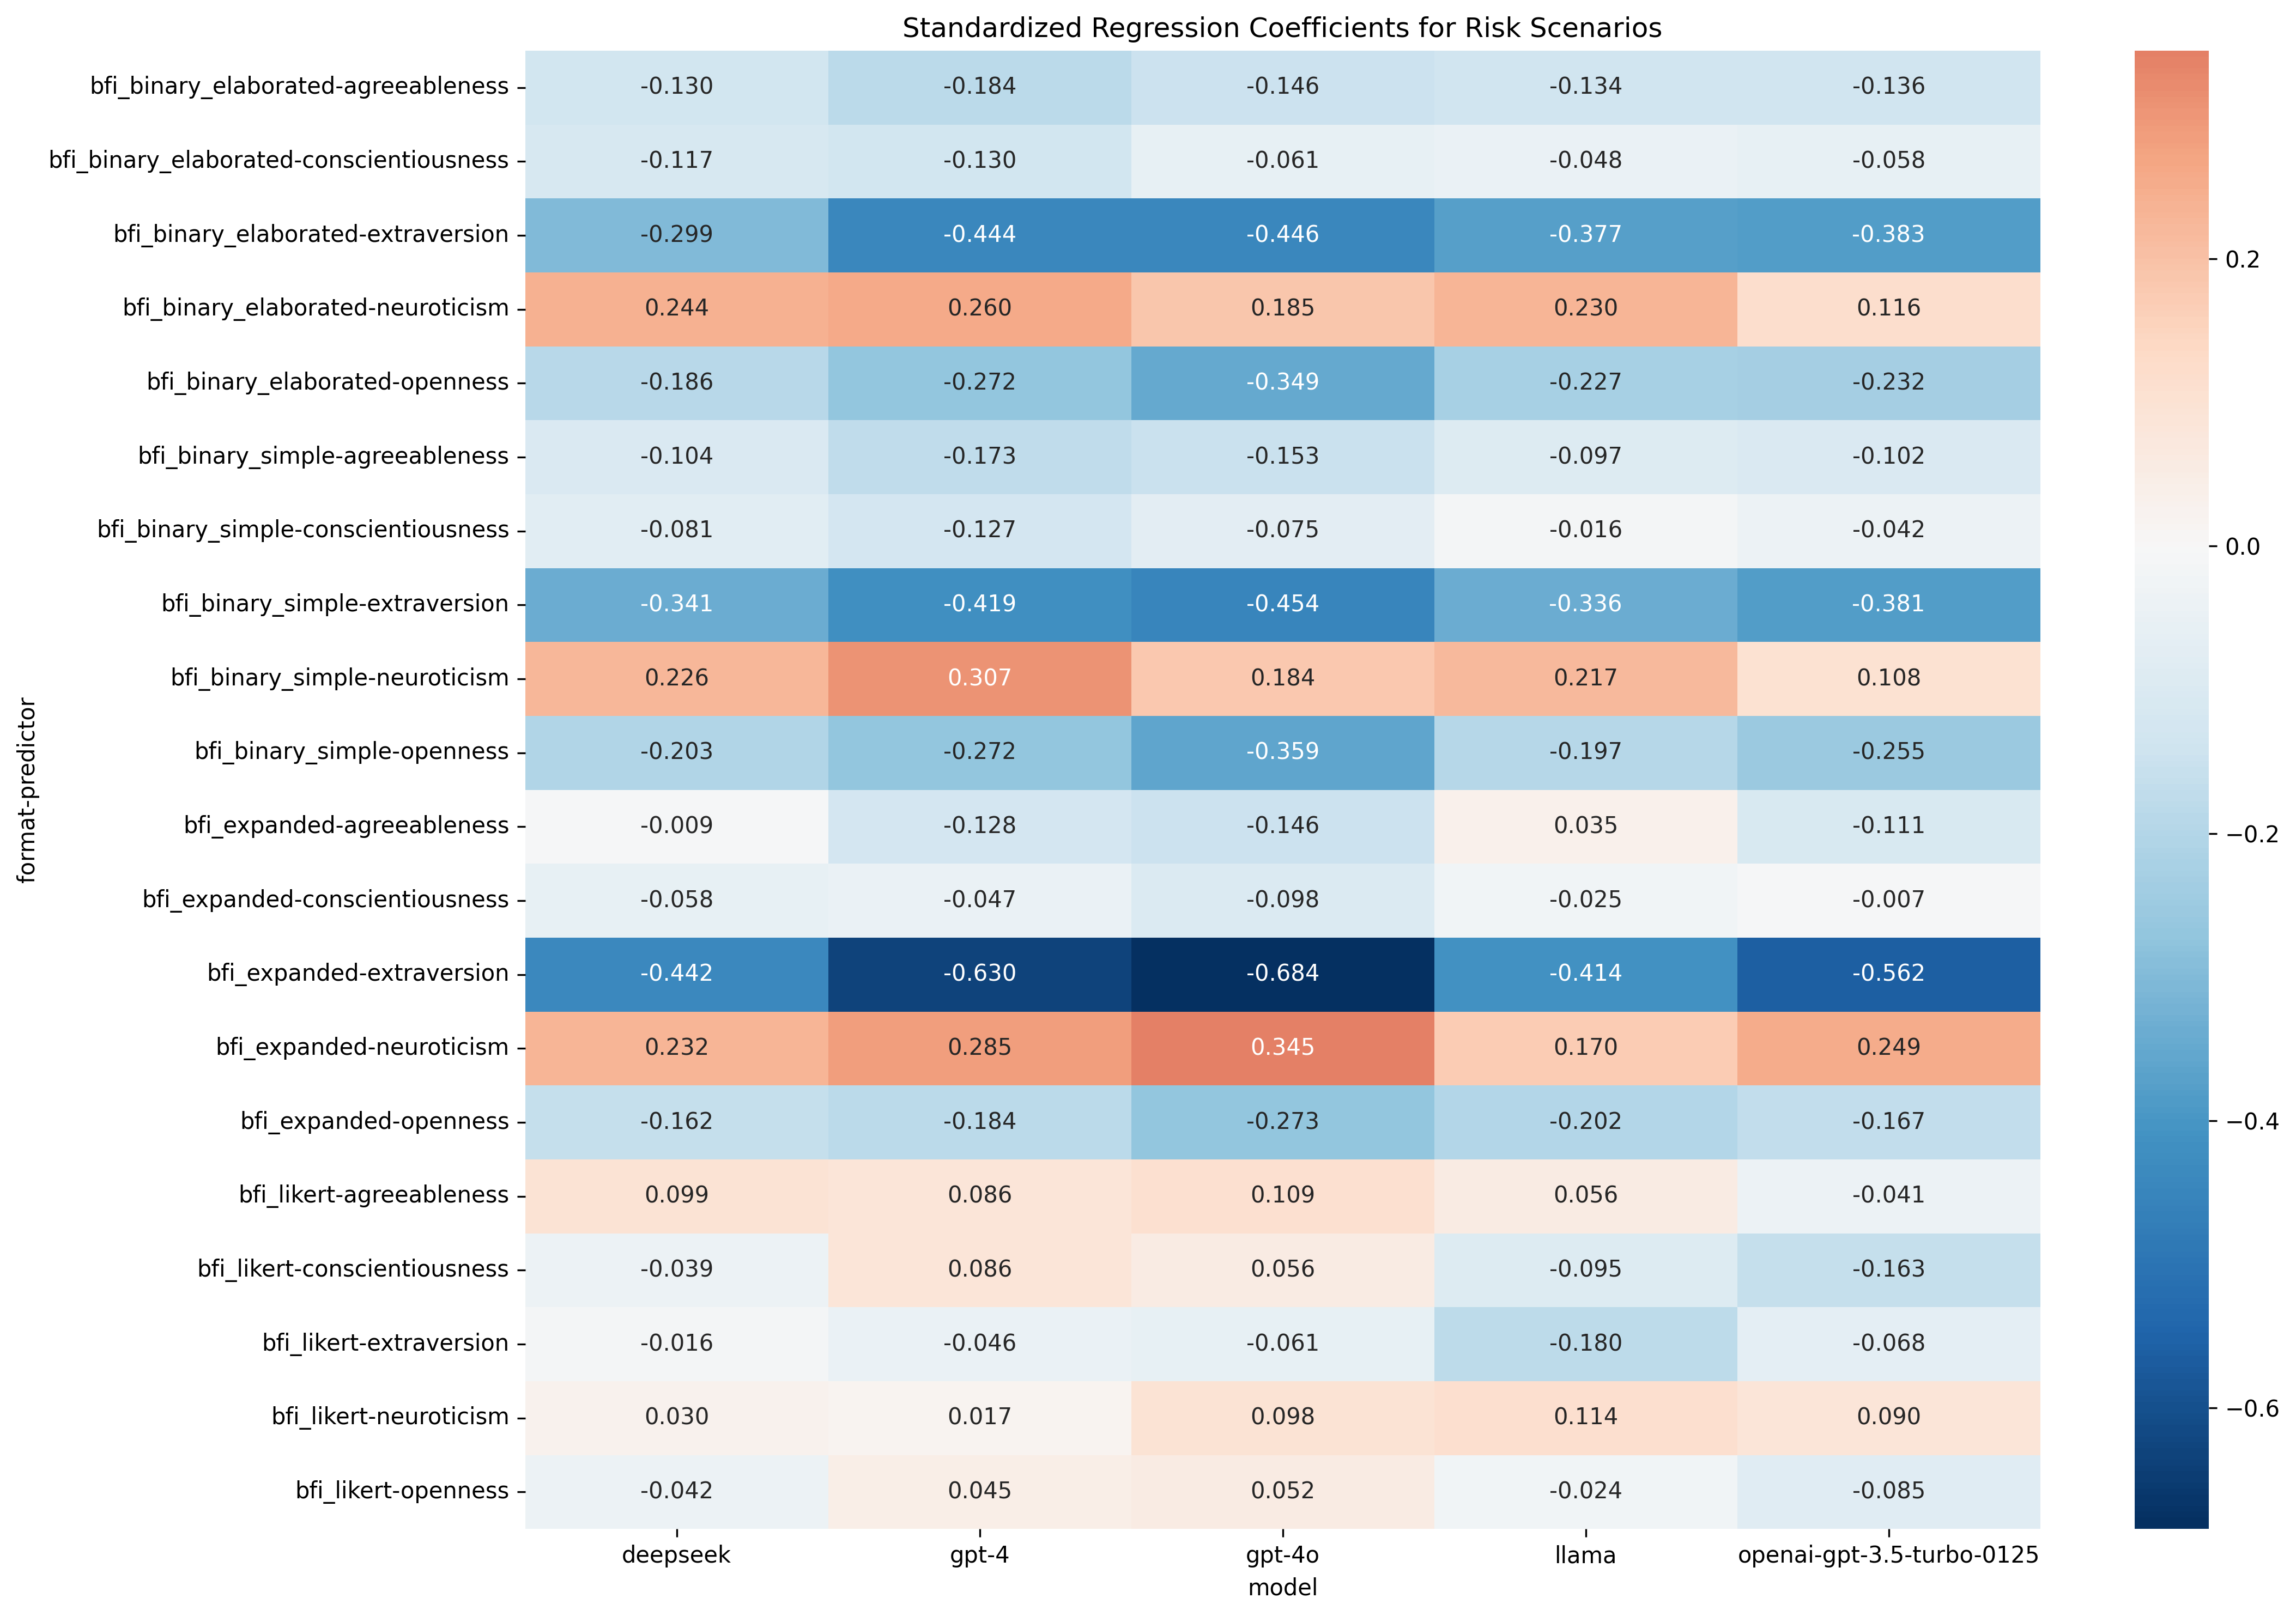 Standardized Regression Coefficients for Risk Scenarios
format-predictor
bfi_binary_elaborated-agreeableness -0.130 -0.184 -0.146 -0.134 -0.136
bfi_binary_elaborated-conscientiousness -0.117 -0.130 -0.061 -0.048 -0.058
bfi_binary_elaborated-extraversion -0.299 -0.444 -0.446 -0.377 -0.383
bfi_binary_elaborated-neuroticism 0.244 0.260 0.185 0.230 0.116
bfi_binary_elaborated-openness -0.186 -0.272 -0.349 -0.227 -0.232
bfi_binary_simple-agreeableness -0.104 -0.173 -0.153 -0.097 -0.102
bfi_binary_simple-conscientiousness -0.081 -0.127 -0.075 -0.016 -0.042
bfi_binary_simple-extraversion -0.341 -0.419 -0.454 -0.336 -0.381
bfi_binary_simple-neuroticism 0.226 0.307 0.184 0.217 0.108
bfi_binary_simple-openness -0.203 -0.272 -0.359 -0.197 -0.255
bfi_expanded-agreeableness -0.009 -0.128 -0.146 0.035 -0.111
bfi_expanded-conscientiousness -0.058 -0.047 -0.098 -0.025 -0.007
bfi_expanded-extraversion -0.442 -0.630 -0.684 -0.414 -0.562
bfi_expanded-neuroticism 0.232 0.285 0.345 0.170 0.249
bfi_expanded-openness -0.162 -0.184 -0.273 -0.202 -0.167
bfi_likert-agreeableness 0.099 0.086 0.109 0.056 -0.041
bfi_likert-conscientiousness -0.039 0.086 0.056 -0.095 -0.163
bfi_likert-extraversion -0.016 -0.046 -0.061 -0.180 -0.068
bfi_likert-neuroticism 0.030 0.017 0.098 0.114 0.090
bfi_likert-openness -0.042 0.045 0.052 -0.024 -0.085
deepseek gpt-4 gpt-4o llama openai-gpt-3.5-turbo-0125
model
0.2
0.0
−0.2
−0.4
−0.6